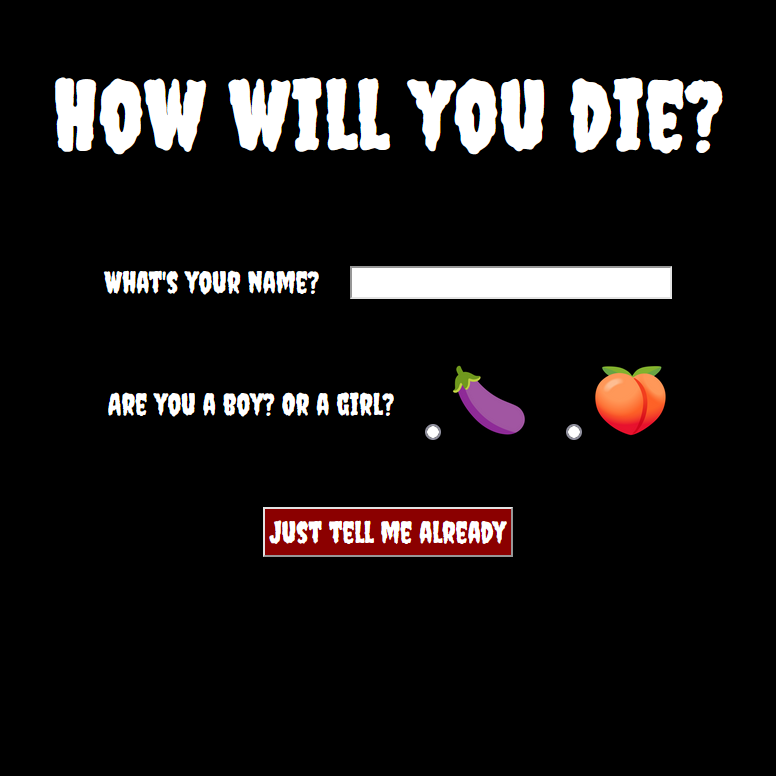 HOW WILL YOU DIE?
WHAT'S YOUR NAME?
ARE YOU A BOY? OR A GIRL?
JUST TELL ME ALREADY